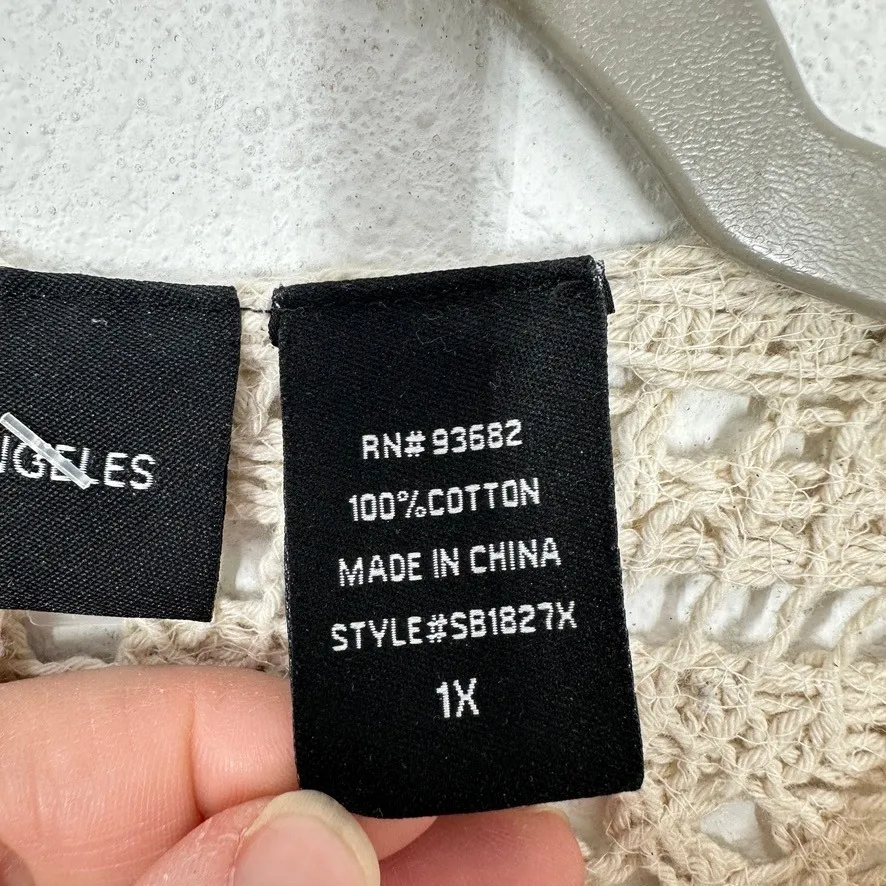 NGELES
RN# 93682
100%COTTON
MADE IN CHINA
STYLE#SB1827X
1X